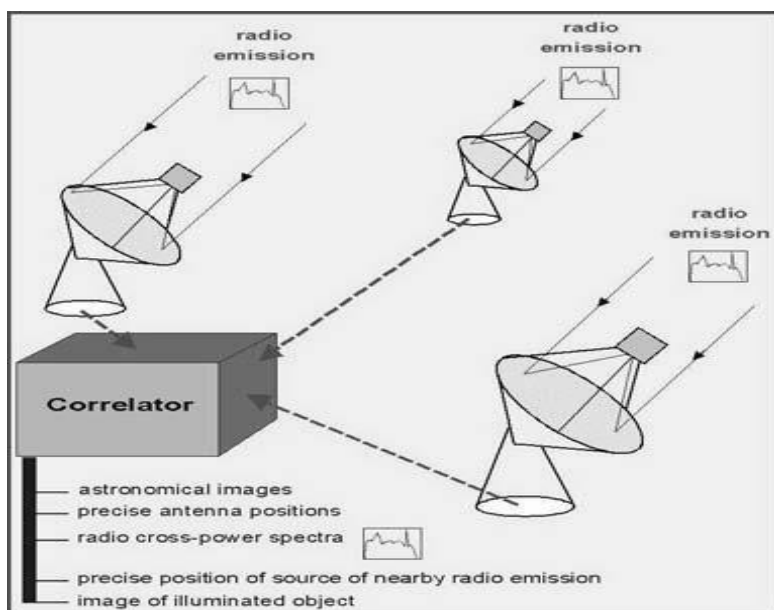 radio
emission
radio
emission
radio
emission
Correlator
astronomical images
precise antenna positions
radio cross-power spectra
precise position of source of nearby radio emission
image of illuminated object